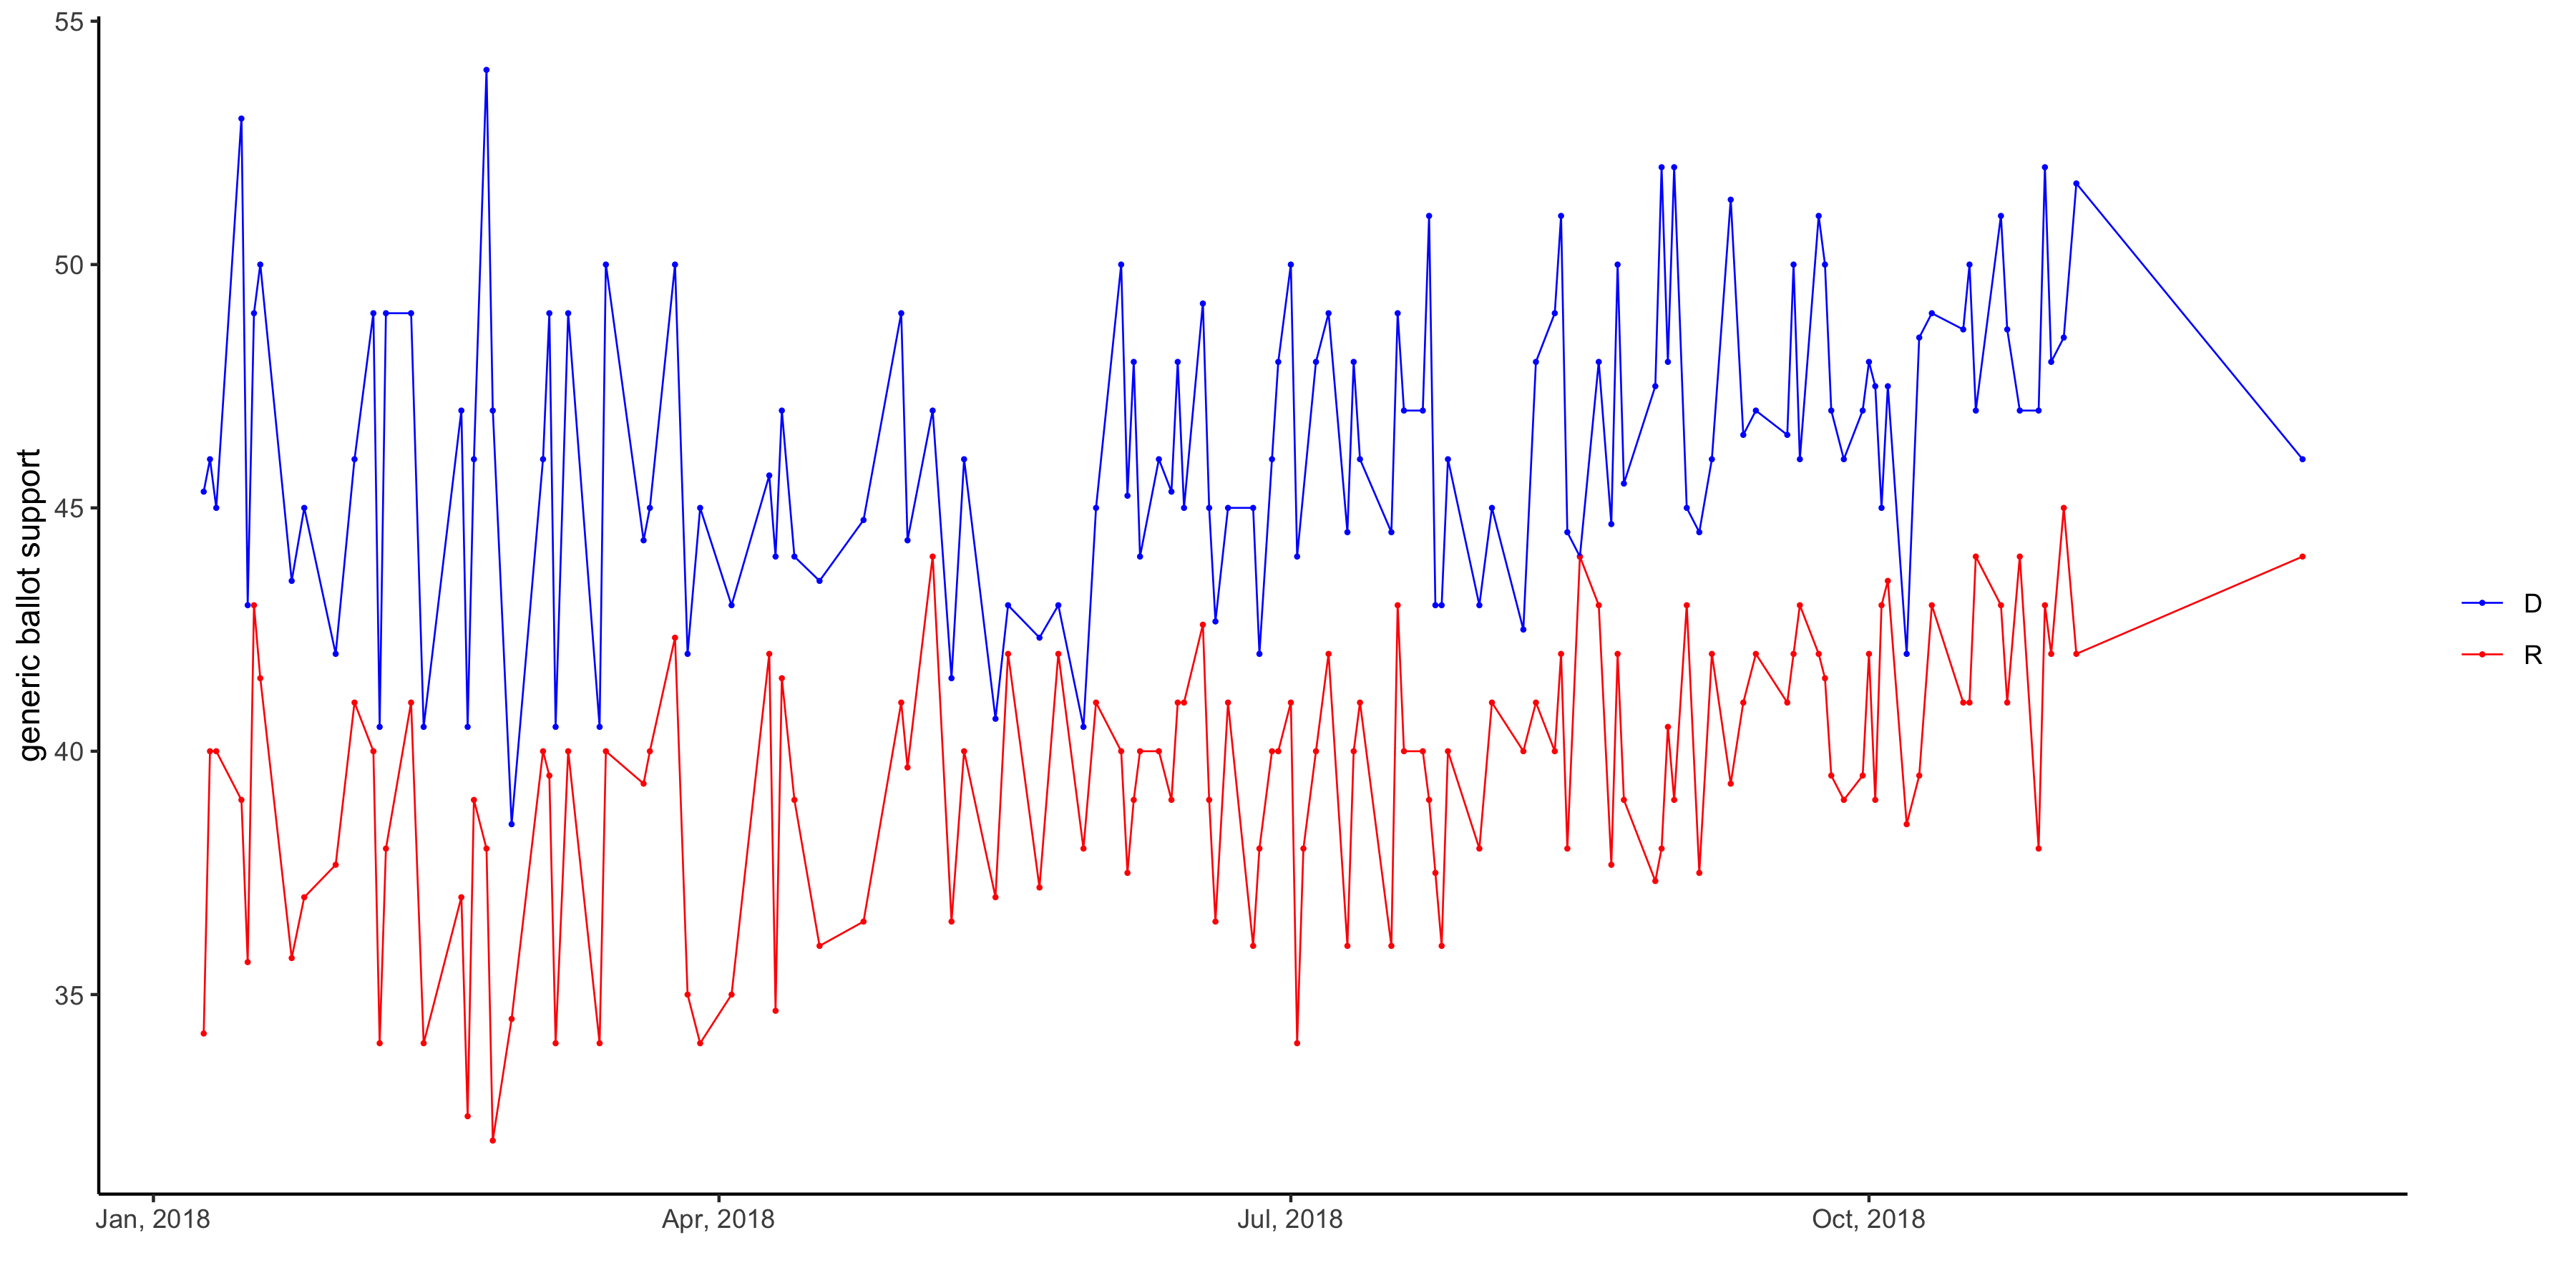 generic ballot support
55
50
45
40
35
Jan, 2018
Apr, 2018
Jul, 2018
Oct, 2018
D
R